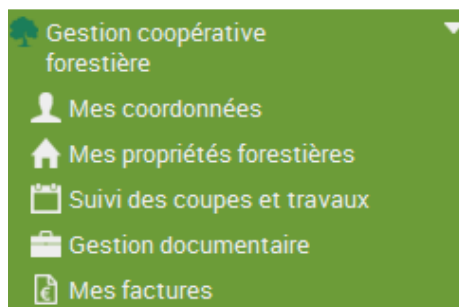 Gestion coopérative
forestière
Mes coordonnées
Mes propriétés forestières
Suivi des coupes et travaux
Gestion documentaire
Mes factures